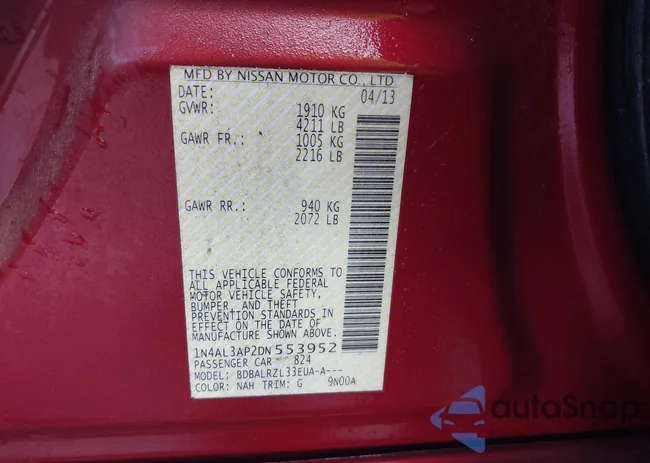 MFD BY NISSAN MOTOR CO., LTD.
DATE: 04/13
GVWR: 1910 KG
4211 LB
GAWR FR.: 1005 KG
2216 LB
GAWR RR.: 940 KG
2072 LB
THIS VEHICLE CONFORMS TO
ALL APPLICABLE FEDERAL
MOTOR VEHICLE SAFETY,
BUMPER, AND THEFT
PREVENTION STANDARDS IN
EFFECT ON THE DATE OF
MANUFACTURE SHOWN ABOVE.
1N4AL3AP2DN553952
PASSENGER CAR 824
MODEL: BDBALRZL33EUA-A---
COLOR: NAH TRIM: G 9N00A
autoSnap